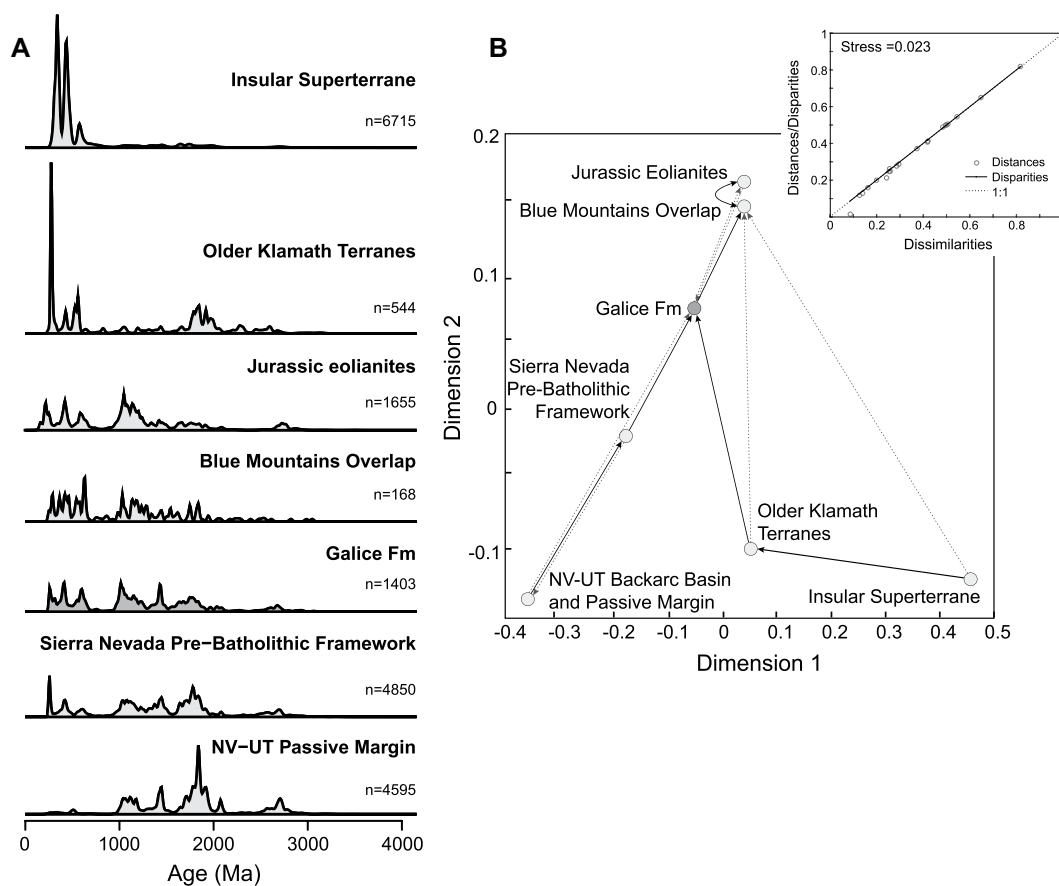 A
Insular Superterrane
n=6715
Older Klamath Terranes
n=544
Jurassic eolianites
n=1655
Blue Mountains Overlap
n=168
Galice Fm
n=1403
Sierra Nevada Pre−Batholithic Framework
n=4850
NV−UT Passive Margin
n=4595
0 1000 2000 3000 4000
Age (Ma)
B
Stress =0.023
1
0.8
0.6
0.4
0.2
Distances/Disparities
Distances
Disparities
1:1
0 0.2 0.4 0.6 0.8
Dissimilarities
0.2
0.1
0
-0.1
Dimension 2
Jurassic Eolianites
Blue Mountains Overlap
Galice Fm
Sierra Nevada
Pre-Batholithic
Framework
Older Klamath
Terranes
NV-UT Backarc Basin
and Passive Margin
Insular Superterrane
-0.4 -0.3 -0.2 -0.1 0 0.1 0.2 0.3 0.4 0.5
Dimension 1